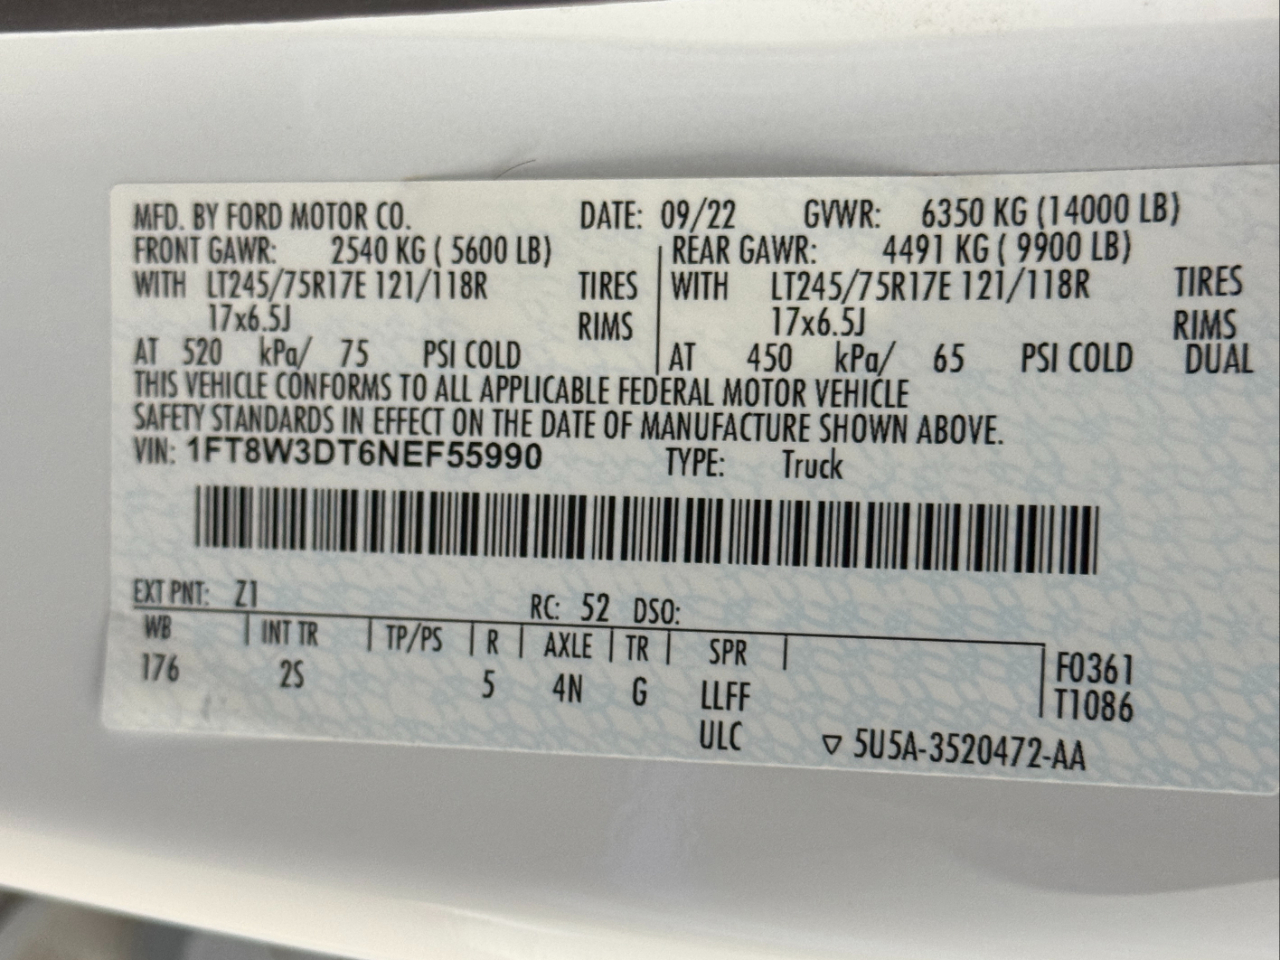 MFD. BY FORD MOTOR CO. DATE: 09/22 GVWR: 6350 KG (14000 LB)
FRONT GAWR: 2540 KG ( 5600 LB) REAR GAWR: 4491 KG ( 9900 LB)
WITH LT245/75R17E 121/118R TIRES WITH LT245/75R17E 121/118R TIRES
17x6.5J RIMS 17x6.5J RIMS
AT 520 kPa/ 75 PSI COLD AT 450 kPa/ 65 PSI COLD DUAL
THIS VEHICLE CONFORMS TO ALL APPLICABLE FEDERAL MOTOR VEHICLE
SAFETY STANDARDS IN EFFECT ON THE DATE OF MANUFACTURE SHOWN ABOVE.
VIN: 1FT8W3DT6NEF55990 TYPE: Truck
EXT PNT: Z1 RC: 52 DSO:
WB INT TR TP/PS R AXLE TR SPR
176 2S 5 4N G LLFF F0361
ULC T1086
▽ 5U5A-3520472-AA